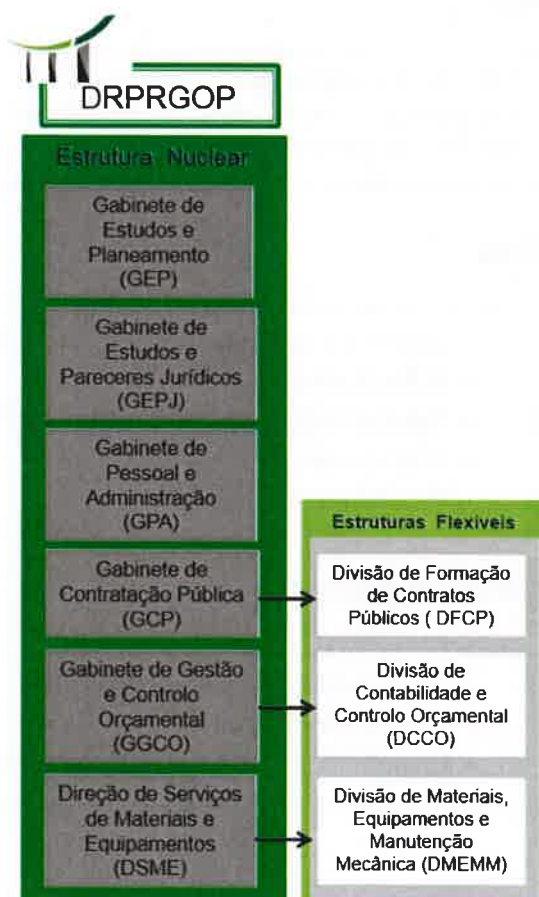 DRPRGOP
Estrutura Nuclear
Gabinete de
Estudos e
Planeamento
(GEP)
Gabinete de
Estudos e
Pareceres Jurídicos
(GEPJ)
Gabinete de
Pessoal e
Administração
(GPA)
Gabinete de
Contratação Pública
(GCP)
Gabinete de Gestão
e Controlo
Orçamental
(GGCO)
Direção de Serviços
de Materiais e
Equipamentos
(DSME)
Estruturas Flexiveis
Divisão de Formação
de Contratos
Públicos ( DFCP)
Divisão de
Contabilidade e
Controlo Orçamental
(DCCO)
Divisão de Materiais,
Equipamentos e
Manutenção
Mecânica (DMEMM)